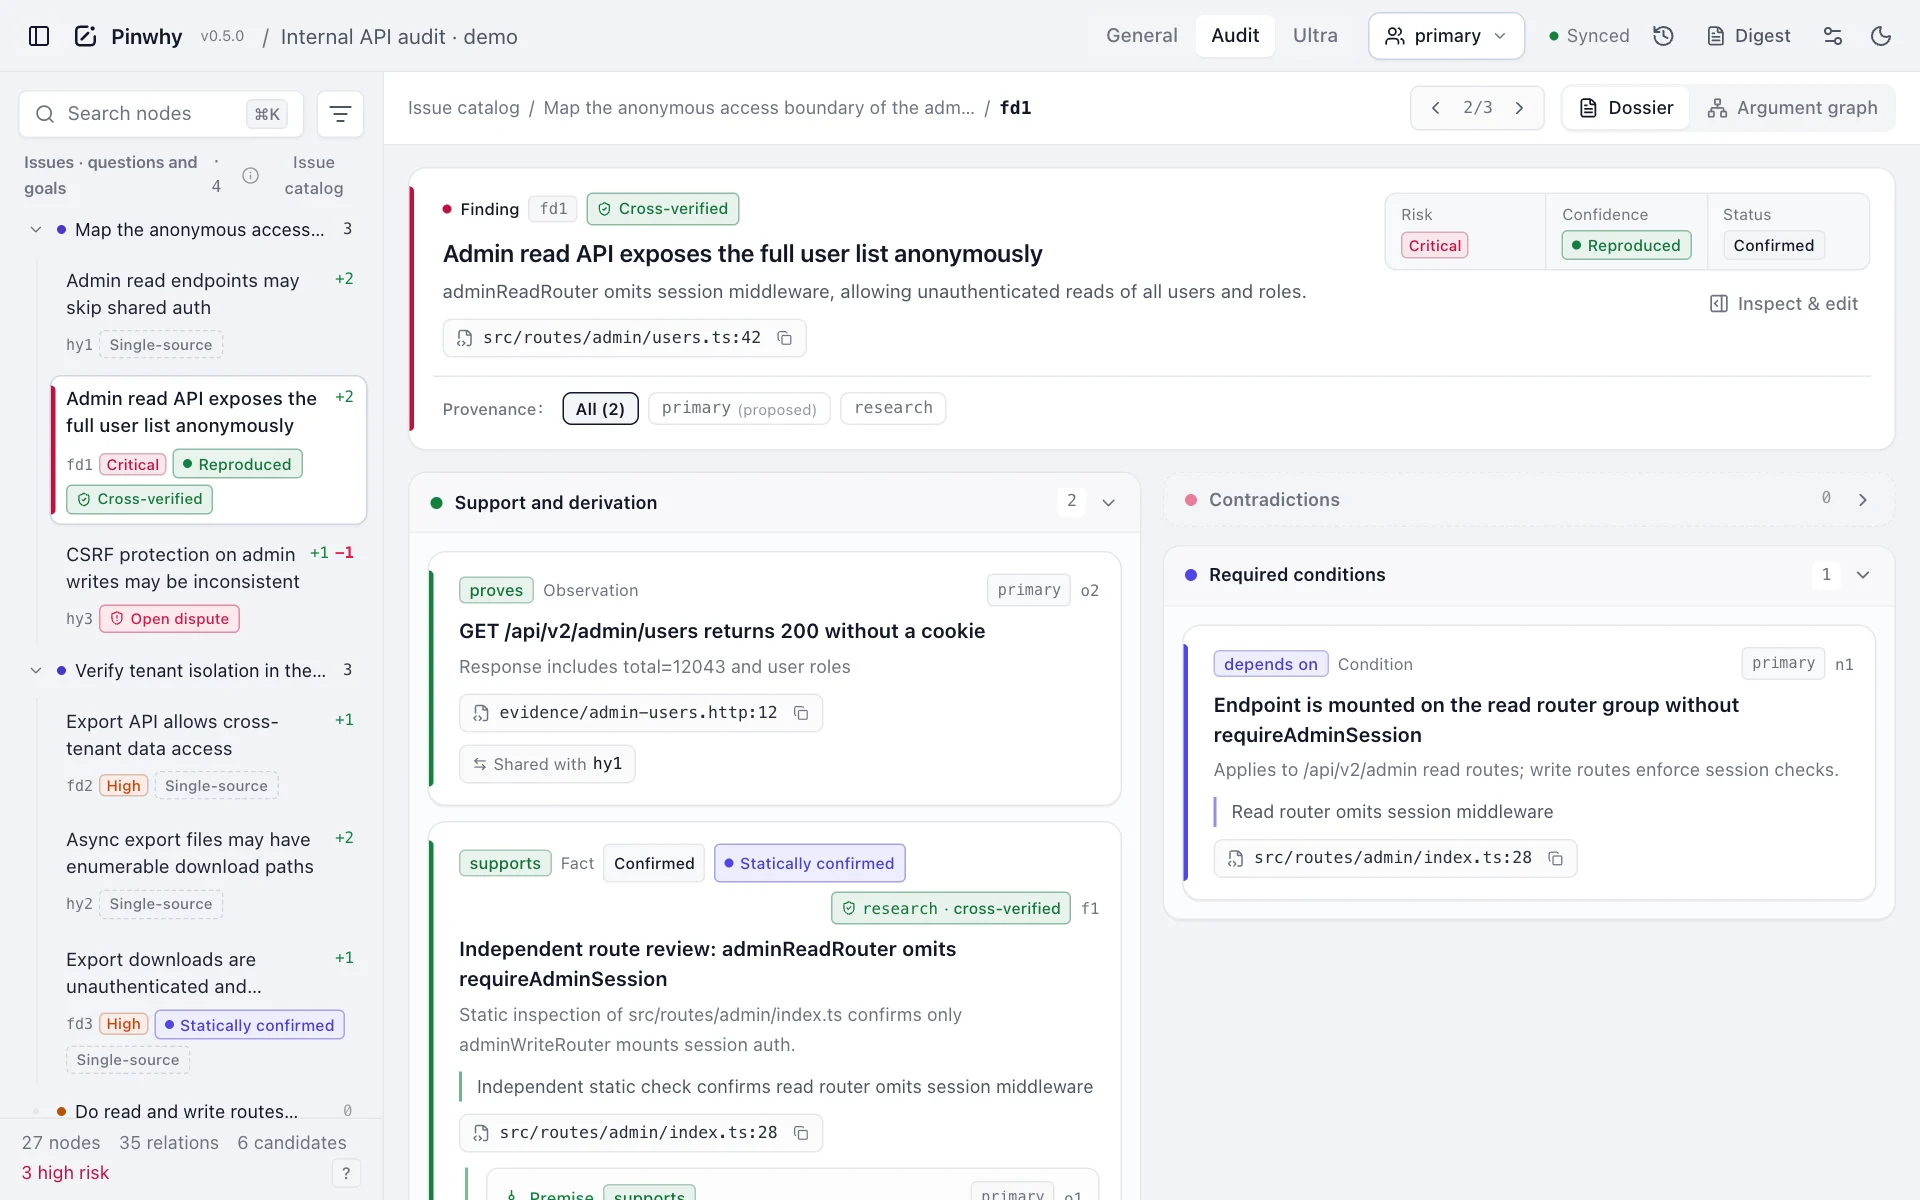 Pinwhy v0.5.0 / Internal API audit · demo
General Audit Ultra primary Synced Digest
Search nodes ⌘K
Issues · questions and goals · 4 Issue catalog
Map the anonymous access... 3
Admin read endpoints may +2
skip shared auth
hy1 Single-source
Admin read API exposes the +2
full user list anonymously
fd1 Critical Reproduced
Cross-verified
CSRF protection on admin +1 −1
writes may be inconsistent
hy3 Open dispute
Verify tenant isolation in the... 3
Export API allows cross- +1
tenant data access
fd2 High Single-source
Async export files may have +2
enumerable download paths
hy2 Single-source
Export downloads are +1
unauthenticated and...
fd3 High Statically confirmed
Single-source
Do read and write routes... 0
27 nodes 35 relations 6 candidates
3 high risk ?
Issue catalog / Map the anonymous access boundary of the adm... / fd1
2/3 Dossier Argument graph
Finding fd1 Cross-verified
Admin read API exposes the full user list anonymously
adminReadRouter omits session middleware, allowing unauthenticated reads of all users and roles.
src/routes/admin/users.ts:42
Risk Confidence Status
Critical Reproduced Confirmed
Inspect & edit
Provenance: All (2) primary (proposed) research
Support and derivation 2
proves Observation primary o2
GET /api/v2/admin/users returns 200 without a cookie
Response includes total=12043 and user roles
evidence/admin-users.http:12
Shared with hy1
supports Fact Confirmed Statically confirmed
research · cross-verified f1
Independent route review: adminReadRouter omits
requireAdminSession
Static inspection of src/routes/admin/index.ts confirms only
adminWriteRouter mounts session auth.
Independent static check confirms read router omits session middleware
src/routes/admin/index.ts:28
Premise supports primary o1
Contradictions 0
Required conditions 1
depends on Condition primary n1
Endpoint is mounted on the read router group without
requireAdminSession
Applies to /api/v2/admin read routes; write routes enforce session checks.
Read router omits session middleware
src/routes/admin/index.ts:28